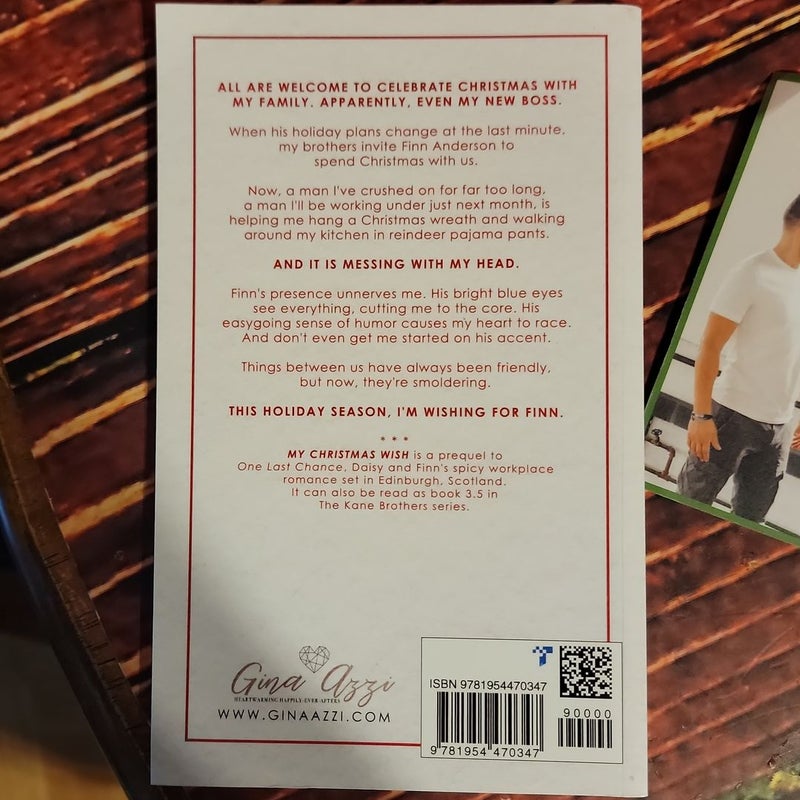 ALL ARE WELCOME TO CELEBRATE CHRISTMAS WITH
MY FAMILY. APPARENTLY, EVEN MY NEW BOSS.
When his holiday plans change at the last minute,
my brothers invite Finn Anderson to
spend Christmas with us.
Now, a man I've crushed on for far too long,
a man I'll be working under just next month, is
helping me hang a Christmas wreath and walking
around my kitchen in reindeer pajama pants.
AND IT IS MESSING WITH MY HEAD.
Finn's presence unnerves me. His bright blue eyes
see everything, cutting me to the core. His
easygoing sense of humor causes my heart to race.
And don't even get me started on his accent.
Things between us have always been friendly,
but now, they're smoldering.
THIS HOLIDAY SEASON, I'M WISHING FOR FINN.
* * *
MY CHRISTMAS WISH is a prequel to
One Last Chance, Daisy and Finn's spicy workplace
romance set in Edinburgh, Scotland.
It can also be read as book 3.5 in
The Kane Brothers series.
Gina Azzi
HEARTWARMING HAPPILY-EVER-AFTERS
WWW.GINAAZZI.COM
ISBN 9781954470347
90000
9 781954 470347